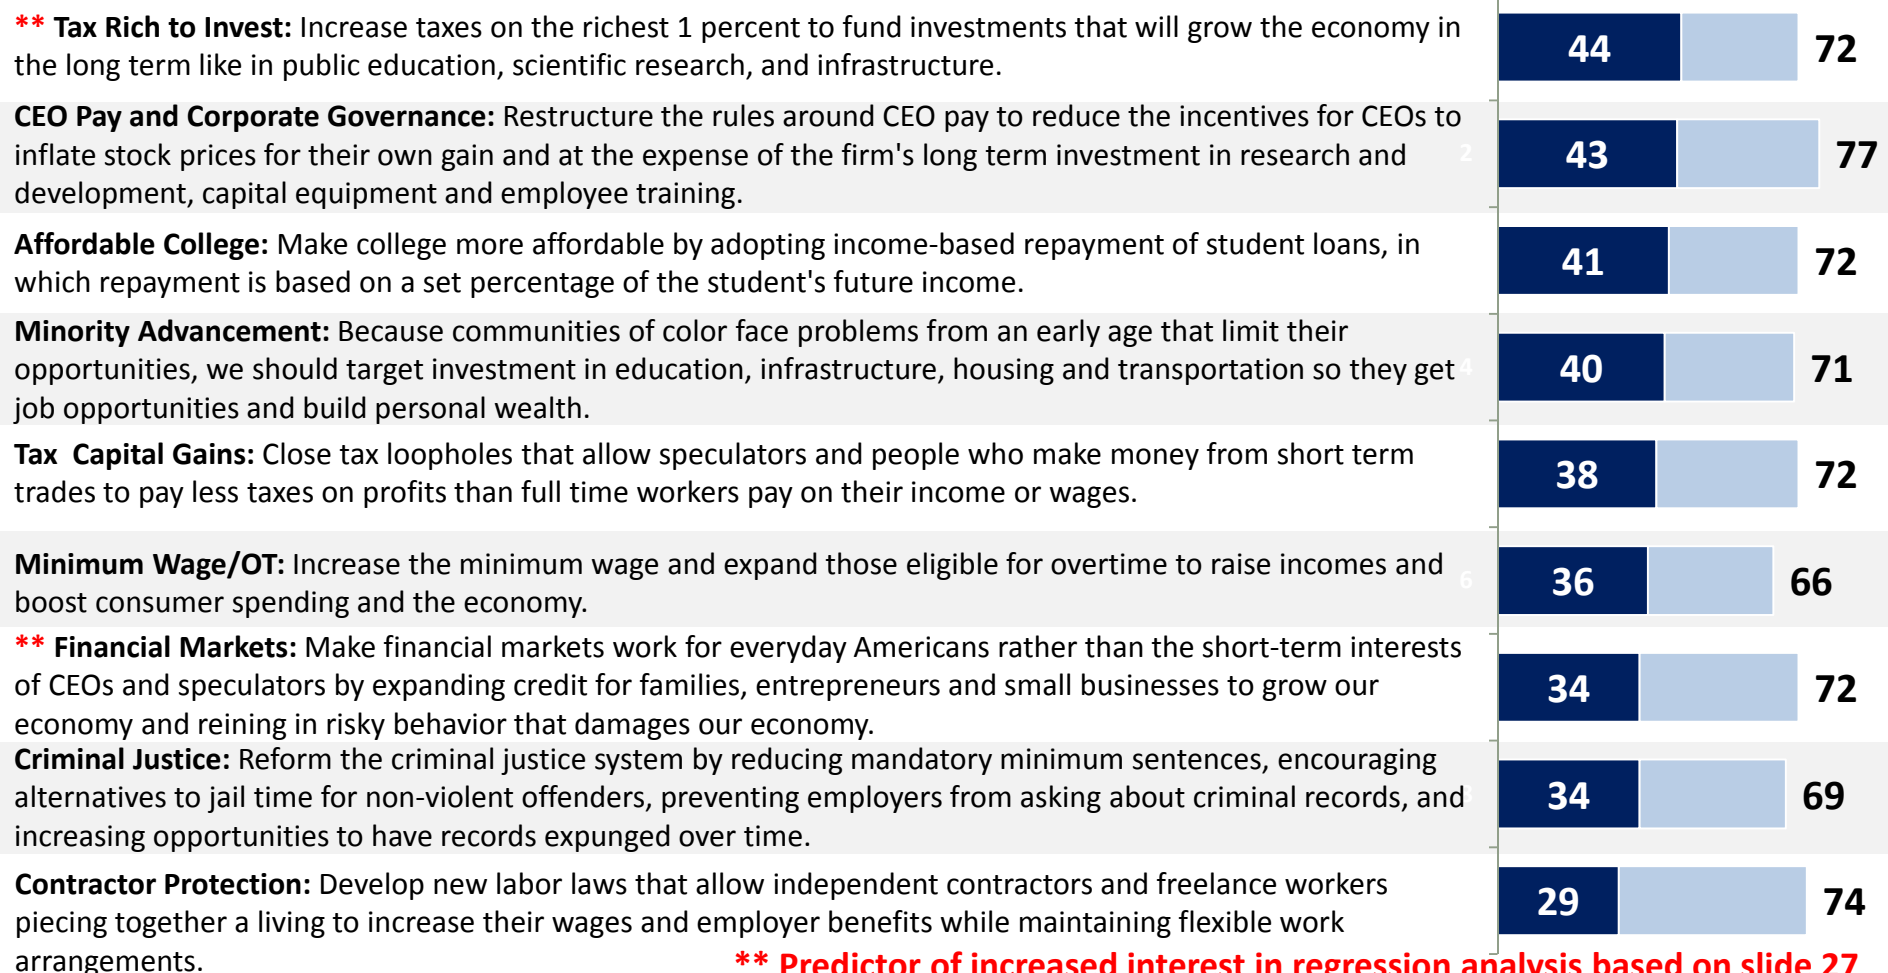 ** Tax Rich to Invest: Increase taxes on the richest 1 percent to fund investments that will grow the economy in
the long term like in public education, scientific research, and infrastructure.
44 72
CEO Pay and Corporate Governance: Restructure the rules around CEO pay to reduce the incentives for CEOs to
inflate stock prices for their own gain and at the expense of the firm's long term investment in research and
development, capital equipment and employee training.
2
43 77
Affordable College: Make college more affordable by adopting income-based repayment of student loans, in
which repayment is based on a set percentage of the student's future income.
41 72
Minority Advancement: Because communities of color face problems from an early age that limit their
opportunities, we should target investment in education, infrastructure, housing and transportation so they get
job opportunities and build personal wealth.
4
40 71
Tax  Capital Gains: Close tax loopholes that allow speculators and people who make money from short term
trades to pay less taxes on profits than full time workers pay on their income or wages.
38 72
Minimum Wage/OT: Increase the minimum wage and expand those eligible for overtime to raise incomes and
boost consumer spending and the economy.
6
36 66
** Financial Markets: Make financial markets work for everyday Americans rather than the short-term interests
of CEOs and speculators by expanding credit for families, entrepreneurs and small businesses to grow our
economy and reining in risky behavior that damages our economy.
34 72
Criminal Justice: Reform the criminal justice system by reducing mandatory minimum sentences, encouraging
alternatives to jail time for non-violent offenders, preventing employers from asking about criminal records, and
increasing opportunities to have records expunged over time.
34 69
Contractor Protection: Develop new labor laws that allow independent contractors and freelance workers
piecing together a living to increase their wages and employer benefits while maintaining flexible work
arrangements.
29 74
** Predictor of increased interest in regression analysis based on slide 27